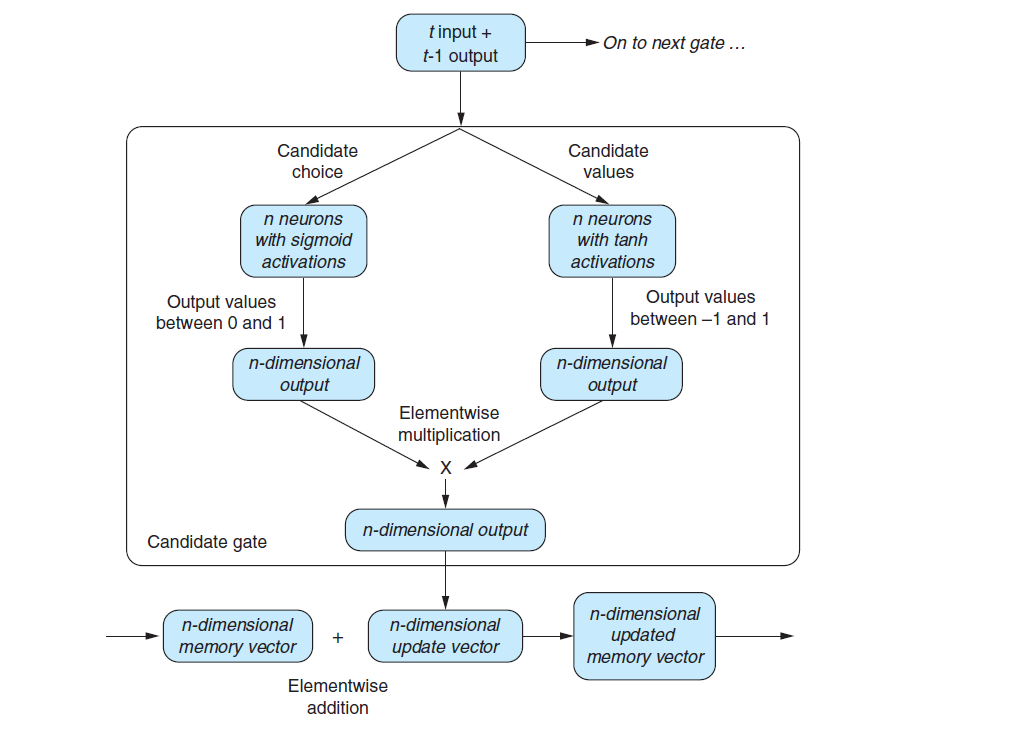 t input +
t-1 output
On to next gate …
Candidate
choice
Candidate
values
n neurons
with sigmoid
activations
n neurons
with tanh
activations
Output values
between 0 and 1
Output values
between –1 and 1
n-dimensional
output
n-dimensional
output
Elementwise
multiplication
X
n-dimensional output
Candidate gate
n-dimensional
memory vector
+
n-dimensional
update vector
n-dimensional
updated
memory vector
Elementwise
addition